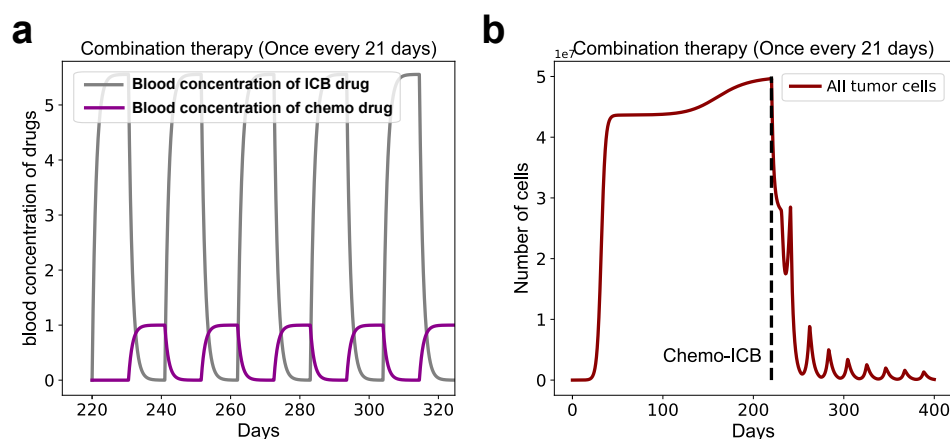 a
Combination therapy (Once every 21 days)
Blood concentration of ICB drug
Blood concentration of chemo drug
blood concentration of drugs
5
4
3
2
1
0
220
240
260
280
300
320
Days
b
1e7
Combination therapy (Once every 21 days)
All tumor cells
Number of cells
5
4
3
2
1
0
Chemo-ICB
0
100
200
300
400
Days